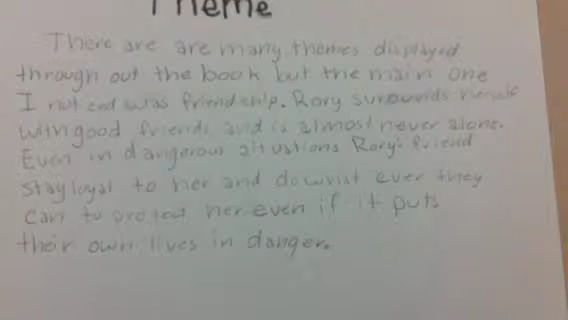 Theme
There are are many themes displayed
through out the book but the main one
I noticed was friendship. Rory surrounds herself
with good friends and is almost never alone.
Even in dangerous situations Rory's friend
stay loyal to her and do what ever they
can to protect her even if it puts
their own lives in danger.